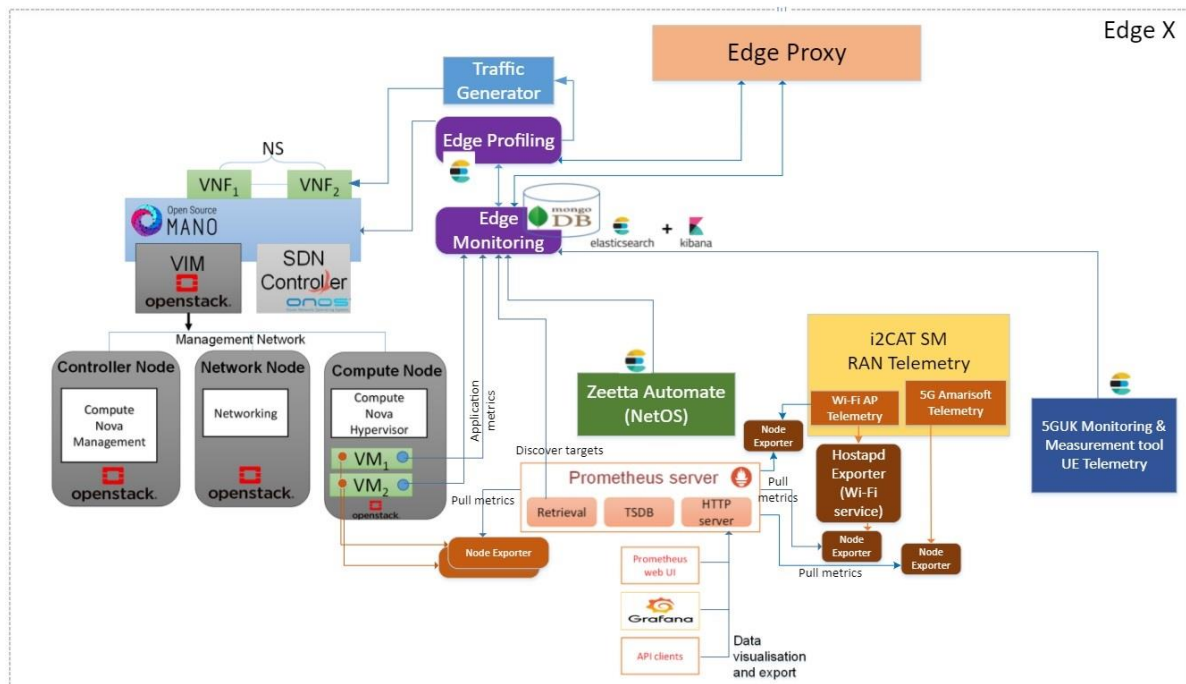 Edge X
Edge Proxy
Traffic
Generator
Edge Profiling
NS
VNF1
VNF2
Open Source
MANO
VIM
openstack.
SDN
Controller
onos
Edge
Monitoring
mongo
DB
elasticsearch
+
kibana
Management Network
Controller Node
Compute
Nova
Management
openstack.
Network Node
Networking
openstack.
Compute Node
Compute
Nova
Hypervisor
VM1
VM2
openstack.
Application
metrics
Zeetta Automate
(NetOS)
i2CAT SM
RAN Telemetry
Wi-Fi AP
Telemetry
5G Amarisoft
Telemetry
5GUK Monitoring &
Measurement tool
UE Telemetry
Node
Exporter
Hostapd
Exporter
(Wi-Fi
service)
Discover targets
Prometheus server
Retrieval
TSDB
HTTP
server
Pull metrics
Pull
metrics
Node Exporter
Node
Exporter
Node
Exporter
Pull metrics
Prometheus
web UI
Grafana
API clients
Data
visualisation
and export